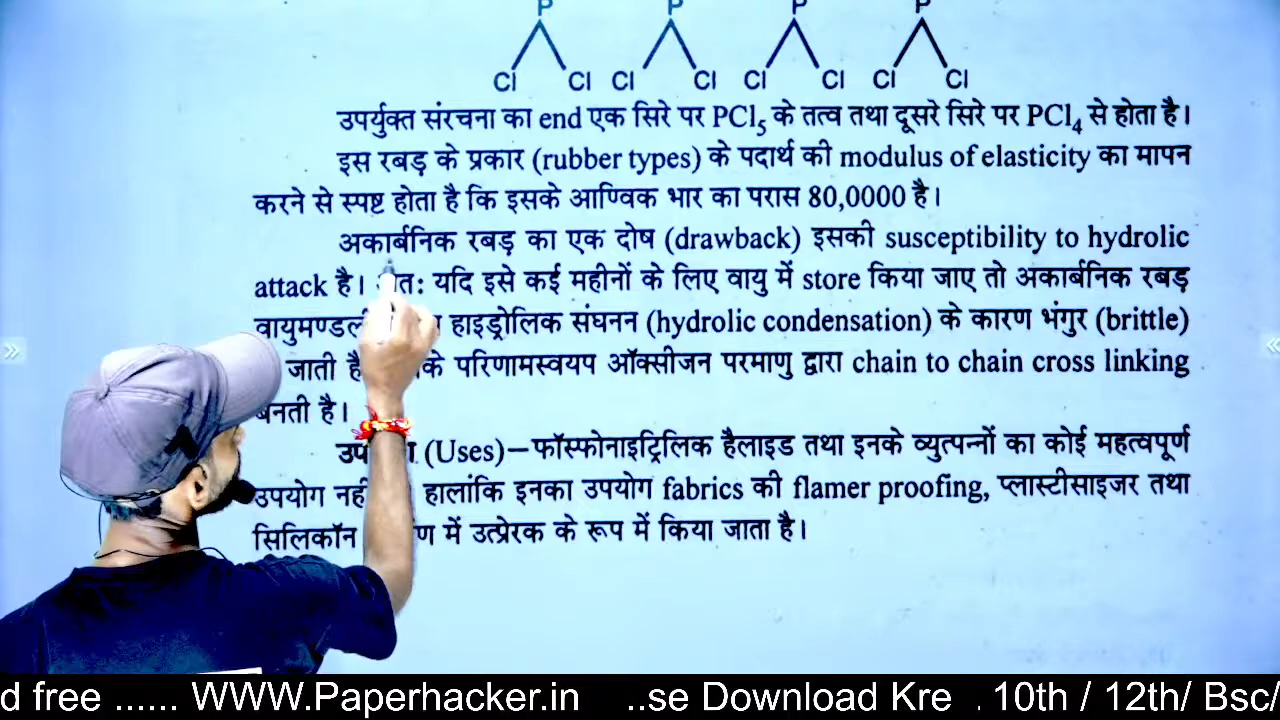 P P P P
Cl Cl Cl Cl Cl Cl Cl Cl
उपर्युक्त संरचना का end एक सिरे पर PCl₅ के तत्व तथा दूसरे सिरे पर PCl₄ से होता है।
इस रबड़ के प्रकार (rubber types) के पदार्थ की modulus of elasticity का मापन
करने से स्पष्ट होता है कि इसके आण्विक भार का परास 80,0000 है।
अकार्बनिक रबड़ का एक दोष (drawback) इसकी susceptibility to hydrolic
attack है। यदि इसे कई महीनों के लिए वायु में store किया जाए तो अकार्बनिक रबड़
हाइड्रोलिक संघनन (hydrolic condensation) के कारण भंगुर (brittle)
जाती परिणामस्वयप ऑक्सीजन परमाणु द्वारा chain to chain cross linking
बनती है।
(Uses)—फॉस्फोनाइट्रिलिक हैलाइड तथा इनके व्युत्पन्नों का कोई महत्वपूर्ण
उपयोग हालांकि इनका उपयोग fabrics की flamer proofing, प्लास्टीसाइजर तथा
सिलिकॉन में उत्प्रेरक के रूप में किया जाता है।
d free ...... WWW.Paperhacker.in ..se Download Kre . 10th / 12th/ Bsc/